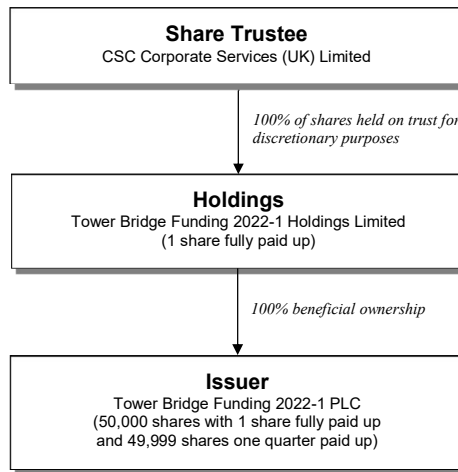 Share Trustee
CSC Corporate Services (UK) Limited
100% of shares held on trust for
discretionary purposes
Holdings
Tower Bridge Funding 2022-1 Holdings Limited
(1 share fully paid up)
100% beneficial ownership
Issuer
Tower Bridge Funding 2022-1 PLC
(50,000 shares with 1 share fully paid up
and 49,999 shares one quarter paid up)